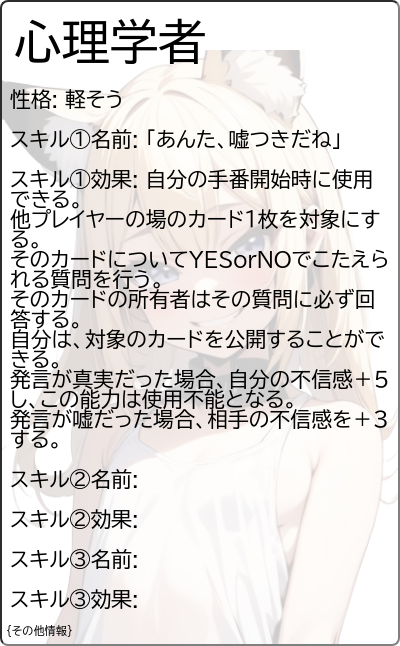 心理学者
性格: 軽そう
スキル①名前: 「あんた、嘘つきだね」
スキル①効果: 自分の手番開始時に使用
できる。
他プレイヤーの場のカード1枚を対象にす
る。
そのカードについてYESorNOでこたえら
れる質問を行う。
そのカードの所有者はその質問に必ず回
答する。
自分は、対象のカードを公開することがで
きる。
発言が真実だった場合、自分の不信感＋5
し、この能力は使用不能となる。
発言が嘘だった場合、相手の不信感を＋3
する。
スキル②名前:
スキル②効果:
スキル③名前:
スキル③効果:
{その他情報}